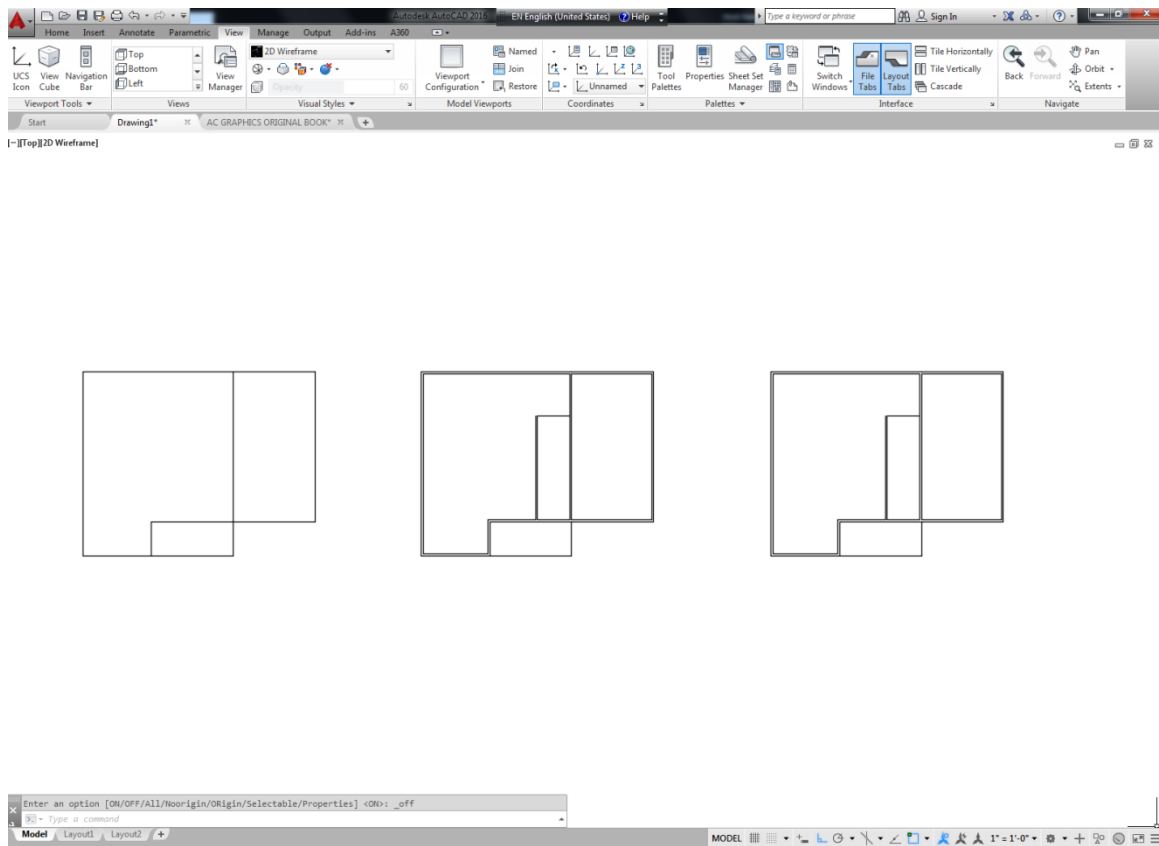 Autodesk AutoCAD 2016 EN English (United States) ? Help Type a keyword or phrase Sign In
Home Insert Annotate Parametric View Manage Output Add-ins A360
Top
Bottom
Left
UCS Icon
View Cube
Navigation Bar
View Manager
2D Wireframe
Opacity 60
Viewport Configuration
Named
Join
Restore
Unnamed
Tool Palettes
Properties
Sheet Set Manager
Switch Windows
File Tabs
Layout Tabs
Tile Horizontally
Tile Vertically
Cascade
Back
Forward
Pan
Orbit
Extents
Viewport Tools Views Visual Styles Model Viewports Coordinates Palettes Interface Navigate
Start Drawing1* AC GRAPHICS ORIGINAL BOOK*
[−][Top][2D Wireframe]
Enter an option [ON/OFF/All/Noorigin/ORigin/Selectable/Properties] <ON>: _off
Type a command
Model Layout1 Layout2 + MODEL 1" = 1'-0"